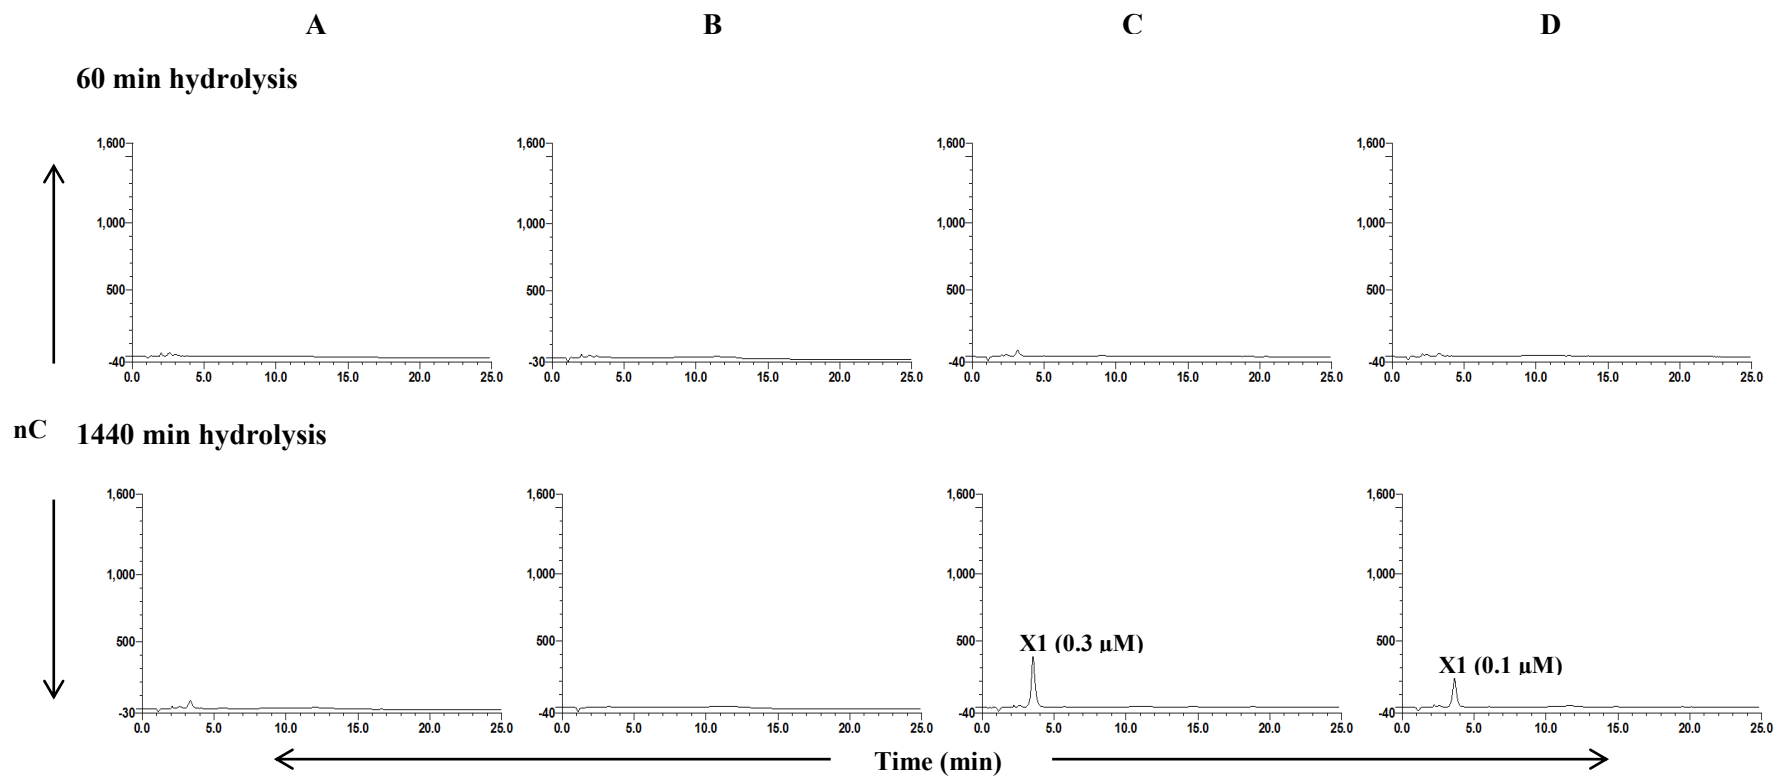 A B C D
60 min hydrolysis
1,600 1,600 1,600 1,600
1,000 1,000 1,000 1,000
500 500 500 500
-40 -30 -40 -40
0.0 5.0 10.0 15.0 20.0 25.0 0.0 5.0 10.0 15.0 20.0 25.0 0.0 5.0 10.0 15.0 20.0 25.0 0.0 5.0 10.0 15.0 20.0 25.0
nC 1440 min hydrolysis
1,600 1,600 1,600 1,600
1,000 1,000 1,000 1,000
500 500 500 500
X1 (0.3 µM) X1 (0.1 µM)
-30 -40 -40 -40
0.0 5.0 10.0 15.0 20.0 25.0 0.0 5.0 10.0 15.0 20.0 25.0 0.0 5.0 10.0 15.0 20.0 25.0 0.0 5.0 10.0 15.0 20.0 25.0
Time (min)